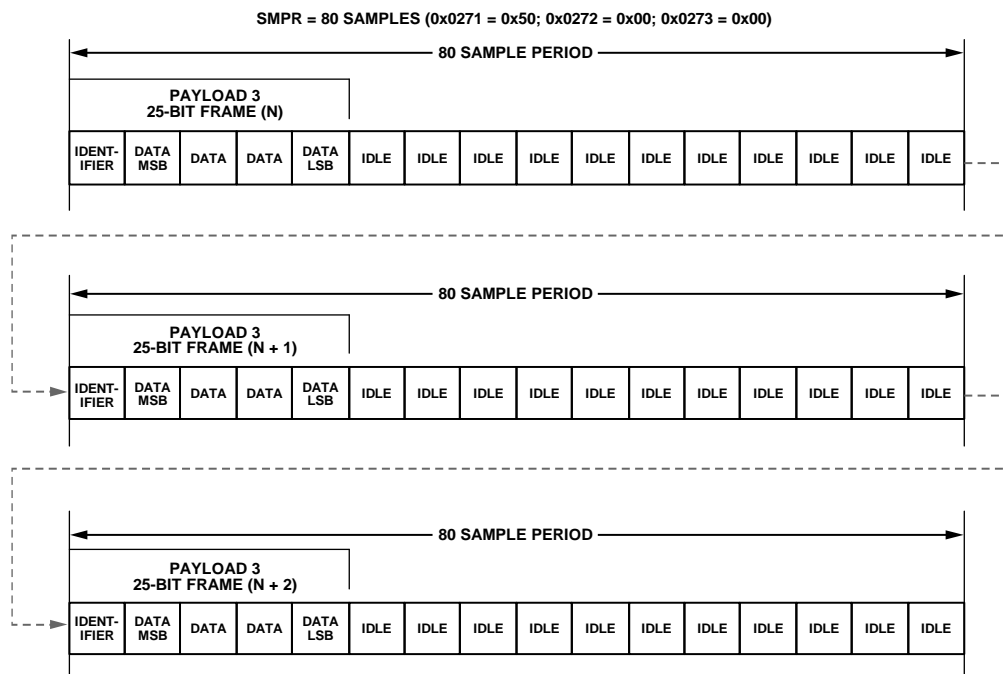 SMPR = 80 SAMPLES (0x0271 = 0x50; 0x0272 = 0x00; 0x0273 = 0x00)
80 SAMPLE PERIOD
PAYLOAD 3
25-BIT FRAME (N)
IDENT-
IFIER DATA
MSB DATA DATA DATA
LSB IDLE IDLE IDLE IDLE IDLE IDLE IDLE IDLE IDLE IDLE IDLE
80 SAMPLE PERIOD
PAYLOAD 3
25-BIT FRAME (N + 1)
IDENT-
IFIER DATA
MSB DATA DATA DATA
LSB IDLE IDLE IDLE IDLE IDLE IDLE IDLE IDLE IDLE IDLE IDLE
80 SAMPLE PERIOD
PAYLOAD 3
25-BIT FRAME (N + 2)
IDENT-
IFIER DATA
MSB DATA DATA DATA
LSB IDLE IDLE IDLE IDLE IDLE IDLE IDLE IDLE IDLE IDLE IDLE